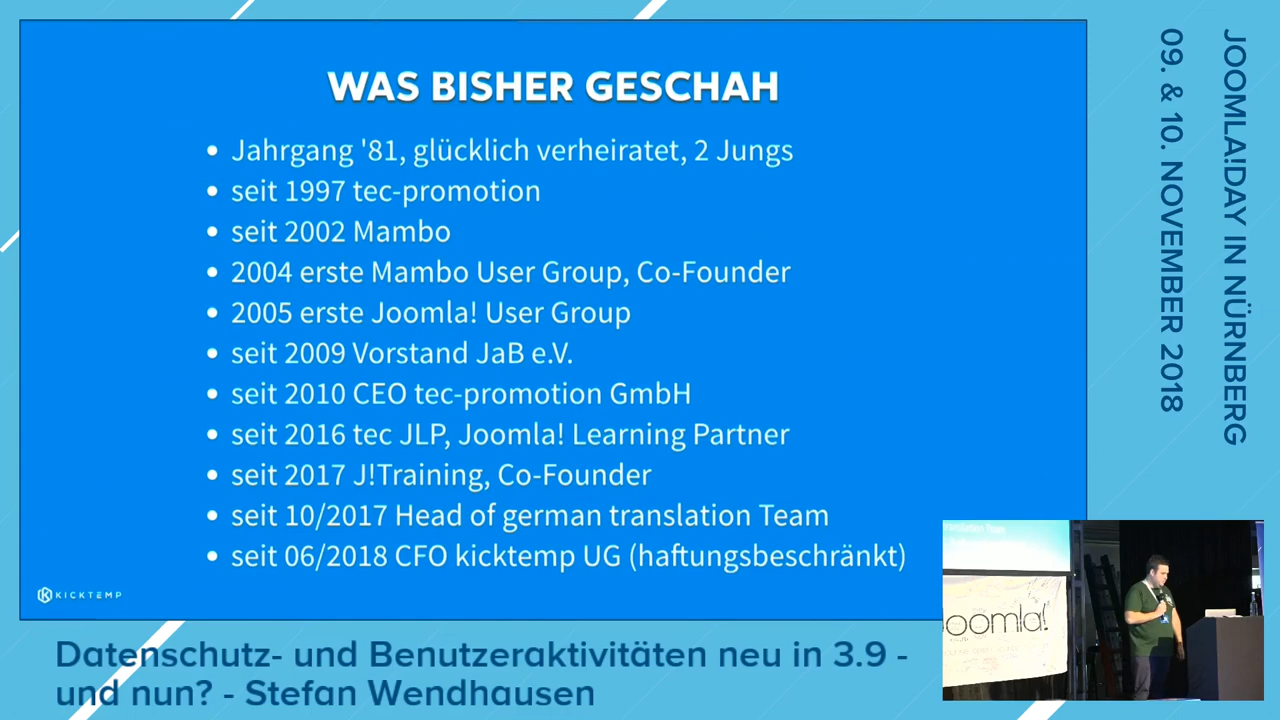 WAS BISHER GESCHAH
Jahrgang '81, glücklich verheiratet, 2 Jungs
seit 1997 tec-promotion
seit 2002 Mambo
2004 erste Mambo User Group, Co-Founder
2005 erste Joomla! User Group
seit 2009 Vorstand JaB e.V.
seit 2010 CEO tec-promotion GmbH
seit 2016 tec JLP, Joomla! Learning Partner
seit 2017 J!Training, Co-Founder
seit 10/2017 Head of german translation Team
seit 06/2018 CFO kicktemp UG (haftungsbeschränkt)
KICKTEMP
JOOMLA!DAY IN NÜRNBERG
09. & 10. NOVEMBER 2018
Joomla!
Datenschutz- und Benutzeraktivitäten neu in 3.9 -
und nun? - Stefan Wendhausen